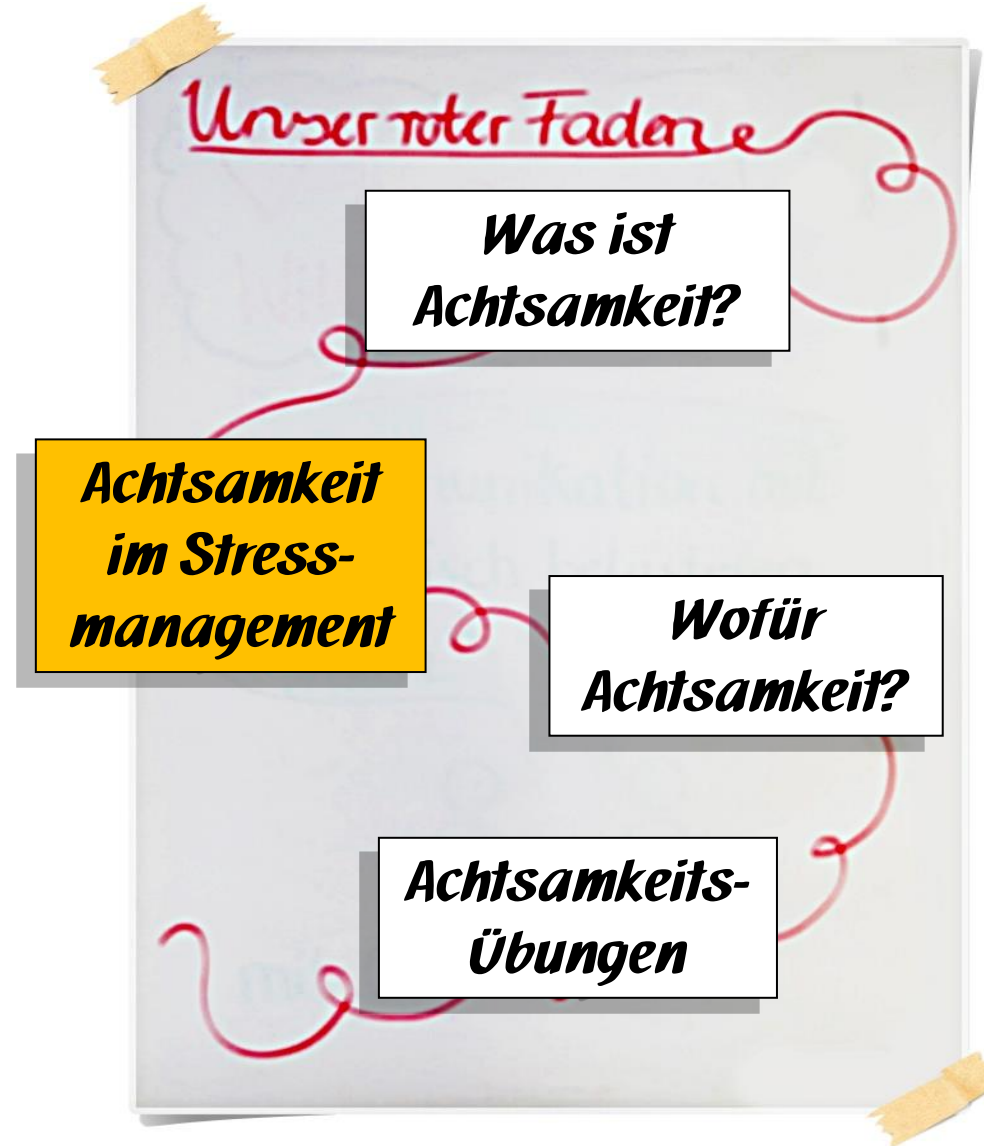 Unser roter Faden
Was ist
Achtsamkeit?
Achtsamkeit
im Stress-
management
Wofür
Achtsamkeit?
Achtsamkeits-
Übungen